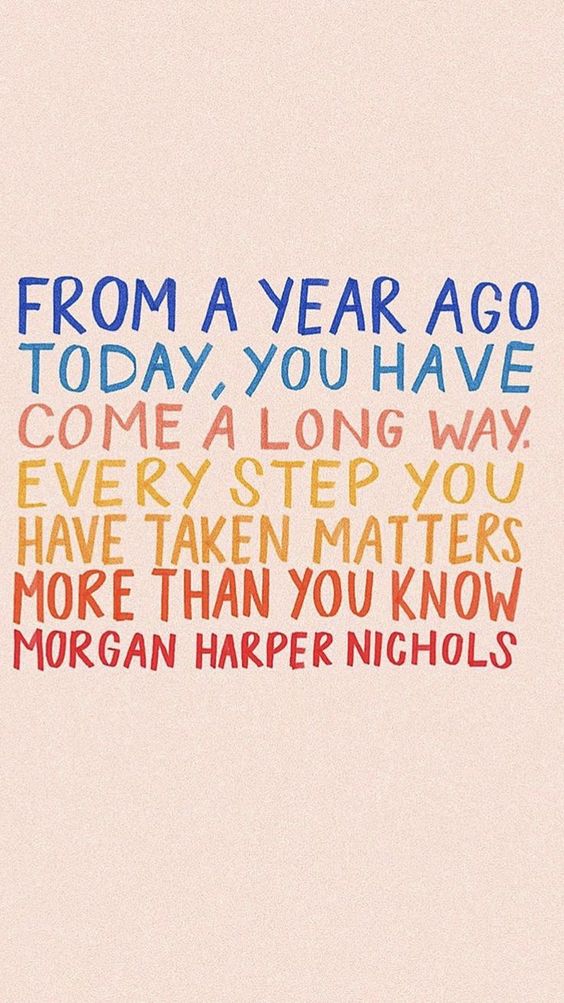 FROM A YEAR AGO
TODAY, YOU HAVE
COME A LONG WAY.
EVERY STEP YOU
HAVE TAKEN MATTERS
MORE THAN YOU KNOW
MORGAN HARPER NICHOLS